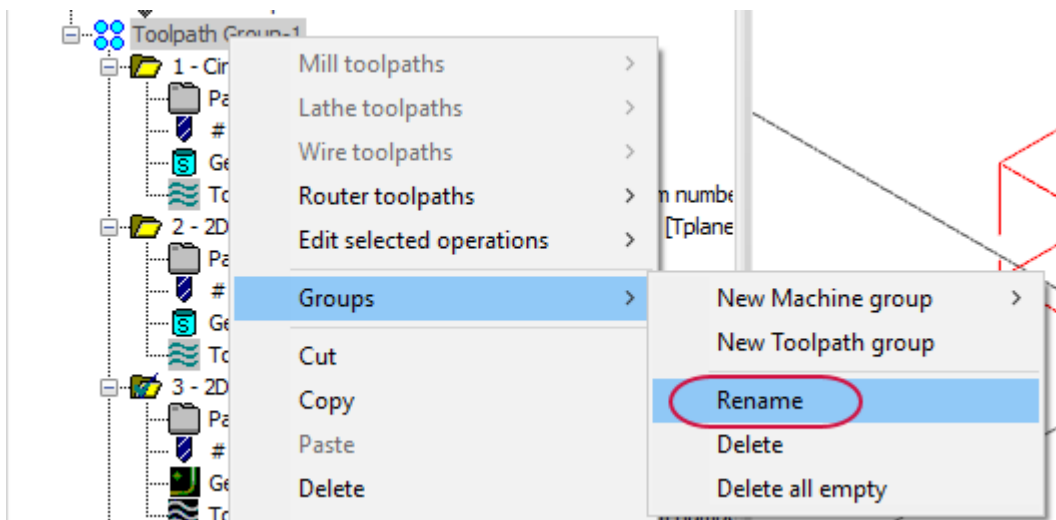 Toolpath Group-1
1 - Cir
Mill toolpaths
Pa
Lathe toolpaths
#
Wire toolpaths
Ge
To
Router toolpaths
m numbe
2 - 2D
Edit selected operations
[Tplane
Pa
#
Groups
New Machine group
Ge
New Toolpath group
To
Cut
3 - 2D
Copy
Rename
Pa
#
Paste
Delete
Ge
Delete
Delete all empty
To